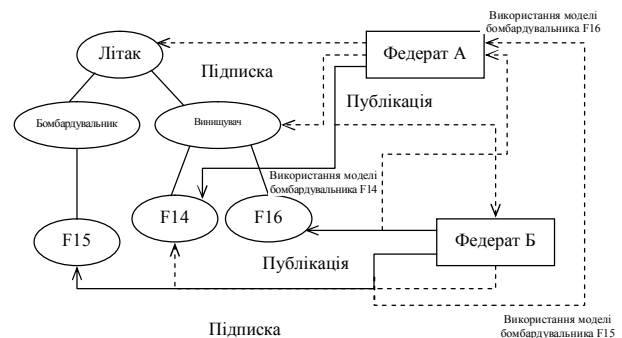 Використання моделі
бомбардувальника F16
Літак
Федерат А
Підписка
Публікація
Бомбардувальник
Винищувач
Використання моделі
бомбардувальника F14
F14
F16
F15
Федерат Б
Публікація
Підписка
Використання моделі
бомбардувальника F15